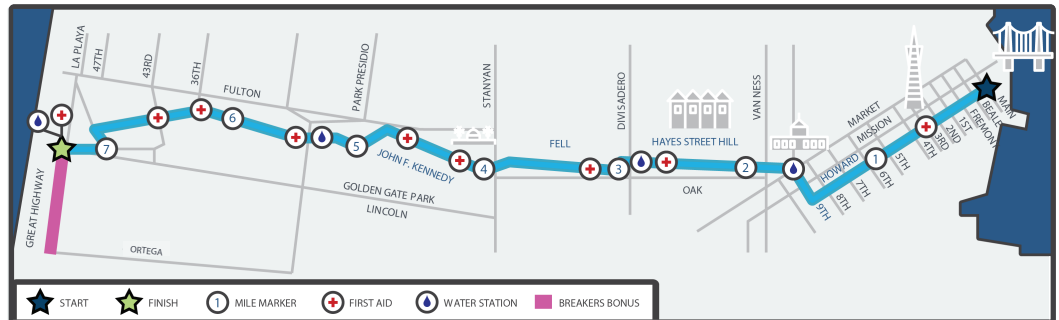 LA PLAYA
47TH
43RD
36TH
FULTON
PARK PRESIDIO
STANYAN
DIVISADERO
VAN NESS
MARKET
MISSION
HOWARD
MAIN
BEALE
FREMONT
1ST
2ND
3RD
4TH
5TH
6TH
7TH
8TH
9TH
HAYES STREET HILL
FELL
OAK
JOHN F. KENNEDY
GOLDEN GATE PARK
LINCOLN
ORTEGA
GREAT HIGHWAY
7
6
5
4
3
2
1
START
FINISH
1 MILE MARKER
FIRST AID
WATER STATION
BREAKERS BONUS